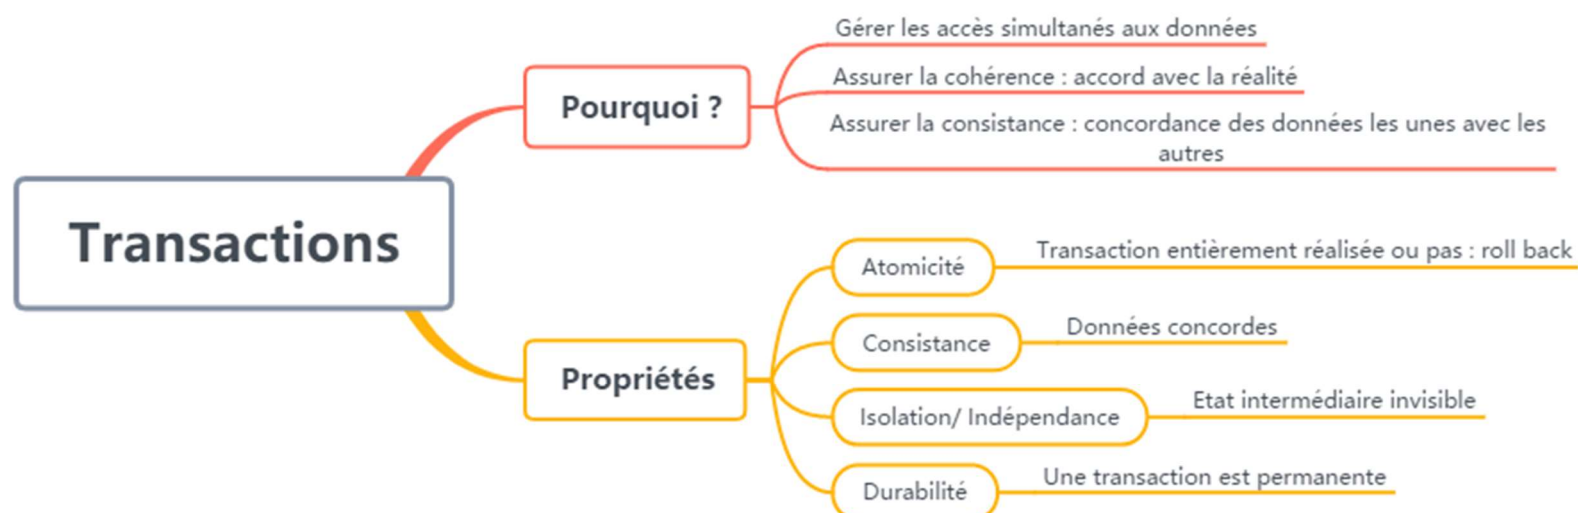 Transactions
Pourquoi ?
Gérer les accès simultanés aux données
Assurer la cohérence : accord avec la réalité
Assurer la consistance : concordance des données les unes avec les
autres
Propriétés
Atomicité
Transaction entièrement réalisée ou pas : roll back
Consistance
Données concordes
Isolation/ Indépendance
Etat intermédiaire invisible
Durabilité
Une transaction est permanente